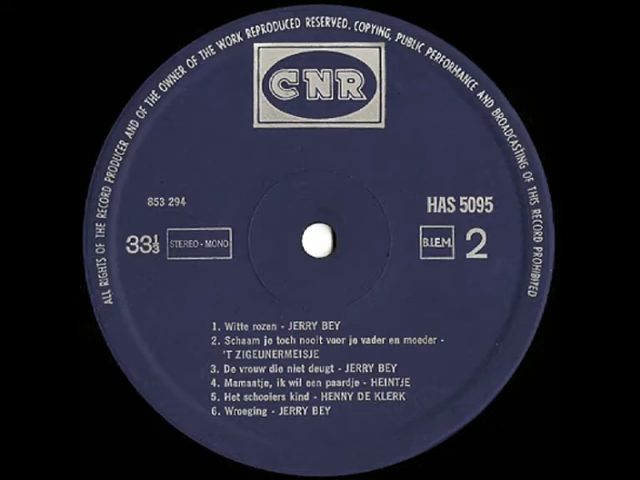 ALL RIGHTS OF THE RECORD PRODUCER AND OF THE OWNER OF THE WORK REPRODUCED RESERVED. COPYING, PUBLIC PERFORMANCE AND BROADCASTING OF THIS RECORD PROHIBITED
CNR
853 294
HAS 5095
33⅓ STEREO - MONO
B.I.E.M. 2
1. Witte rozen - JERRY BEY
2. Schaam je toch nooit voor je vader en moeder -
'T ZIGEUNERMEISJE
3. De vrouw die niet deugt - JERRY BEY
4. Mamaatje, ik wil een paardje - HEINTJE
5. Het schooiers kind - HENNY DE KLERK
6. Wroeging - JERRY BEY